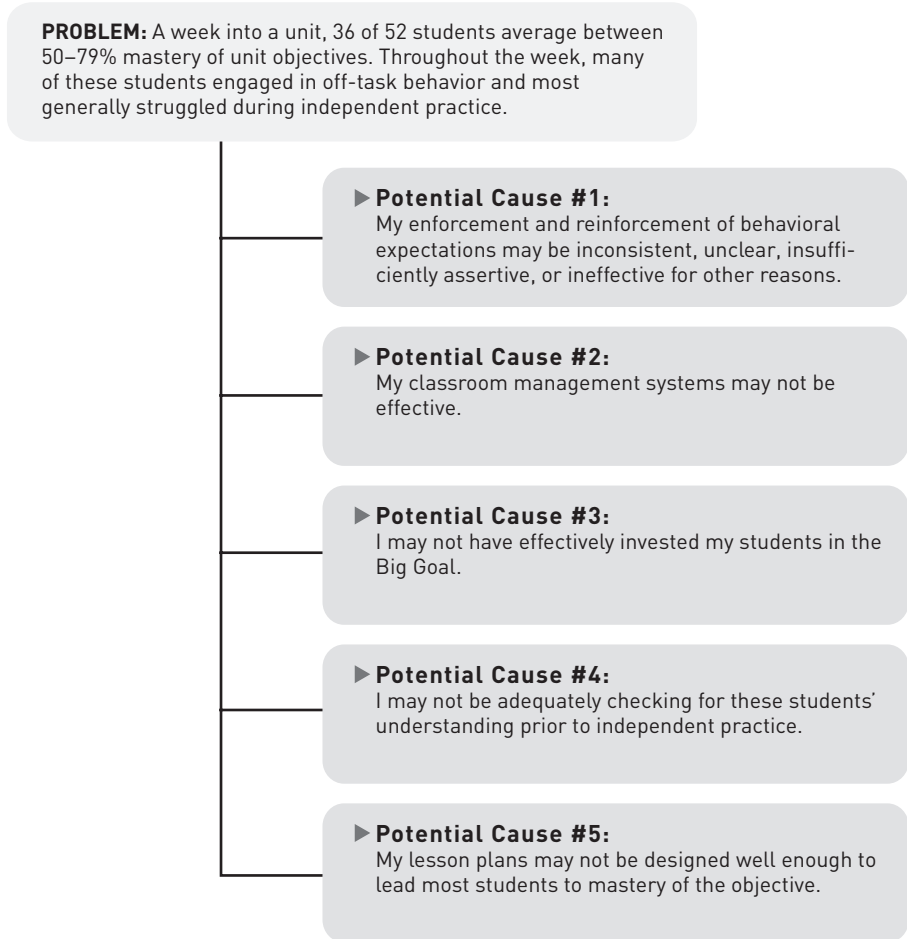 PROBLEM: A week into a unit, 36 of 52 students average between
50–79% mastery of unit objectives. Throughout the week, many
of these students engaged in off-task behavior and most
generally struggled during independent practice.
▶ Potential Cause #1:
My enforcement and reinforcement of behavioral
expectations may be inconsistent, unclear, insuffi-
ciently assertive, or ineffective for other reasons.
▶ Potential Cause #2:
My classroom management systems may not be
effective.
▶ Potential Cause #3:
I may not have effectively invested my students in the
Big Goal.
▶ Potential Cause #4:
I may not be adequately checking for these students’
understanding prior to independent practice.
▶ Potential Cause #5:
My lesson plans may not be designed well enough to
lead most students to mastery of the objective.